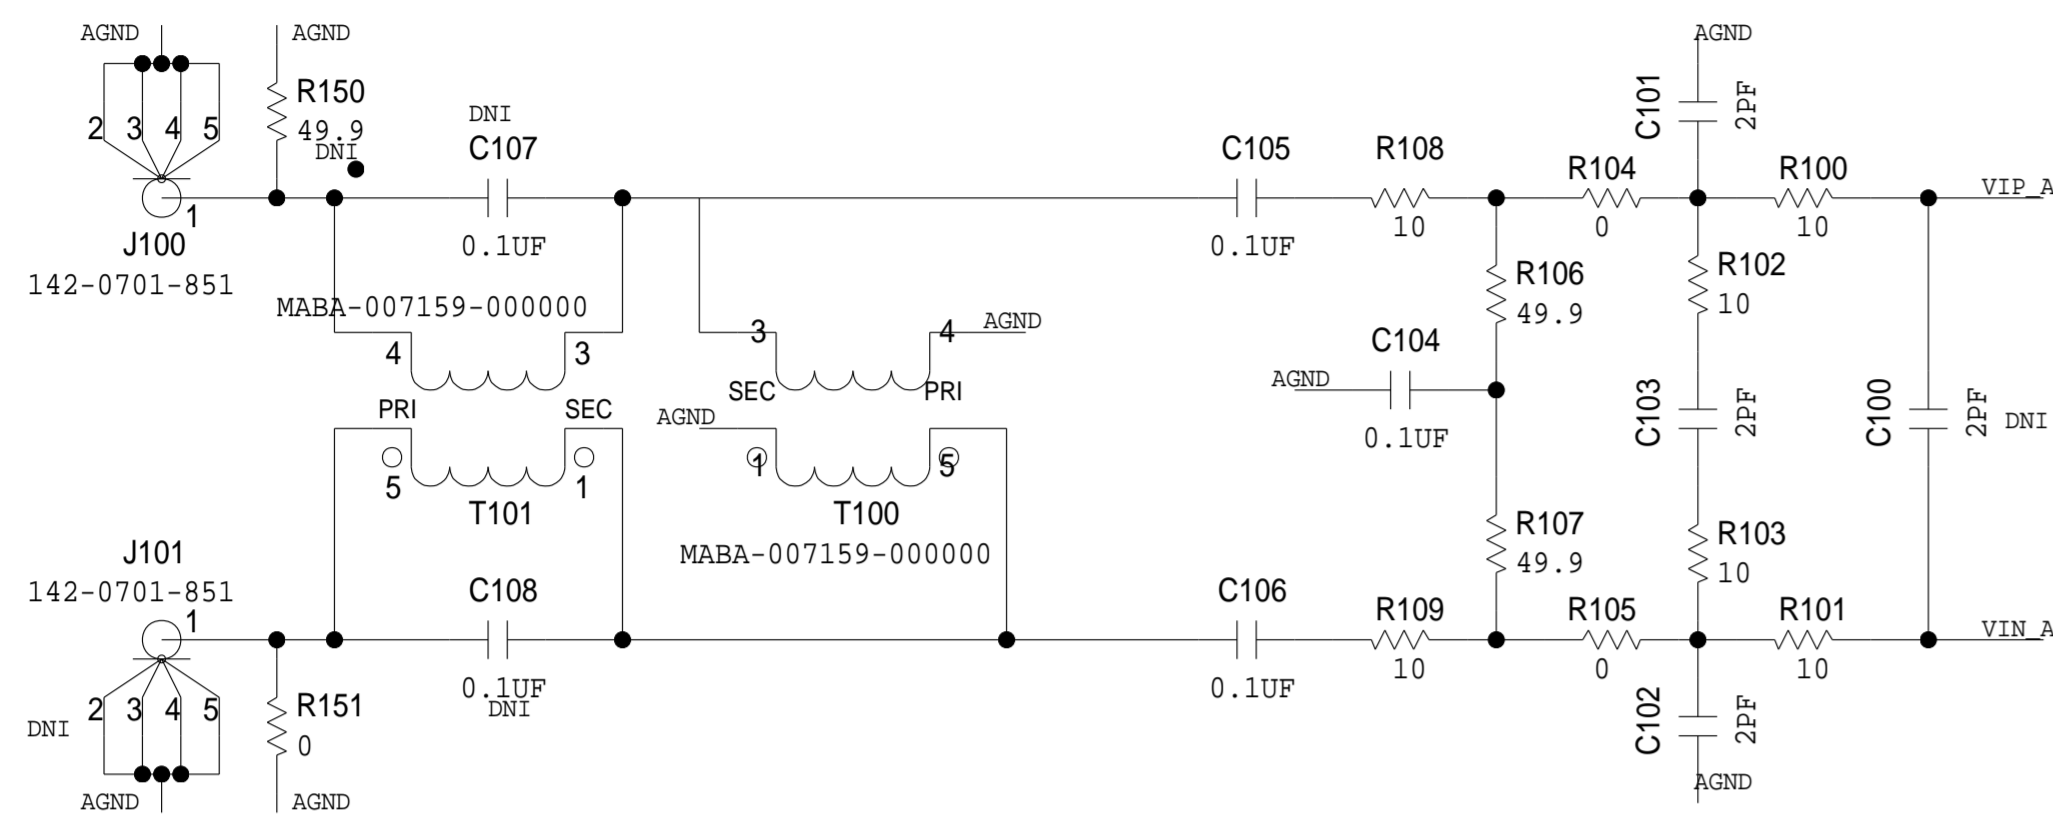 AGND
AGND
AGND
R150
49.9
DNI
2
3
4
5
1
J100
142-0701-851
DNI
C107
0.1UF
C105
0.1UF
R108
10
R104
0
C101
2PF
R100
10
VIP_A
MABA-007159-000000
4
3
PRI
SEC
5
1
T101
3
4
AGND
SEC
PRI
AGND
1
5
T100
MABA-007159-000000
R106
49.9
C104
AGND
0.1UF
R102
10
C103
2PF
C100
2PF
DNI
R107
49.9
R103
10
J101
142-0701-851
1
2
3
4
5
DNI
AGND
R151
0
AGND
C108
0.1UF
DNI
C106
0.1UF
R109
10
R105
0
R101
10
VIN_A
C102
2PF
AGND